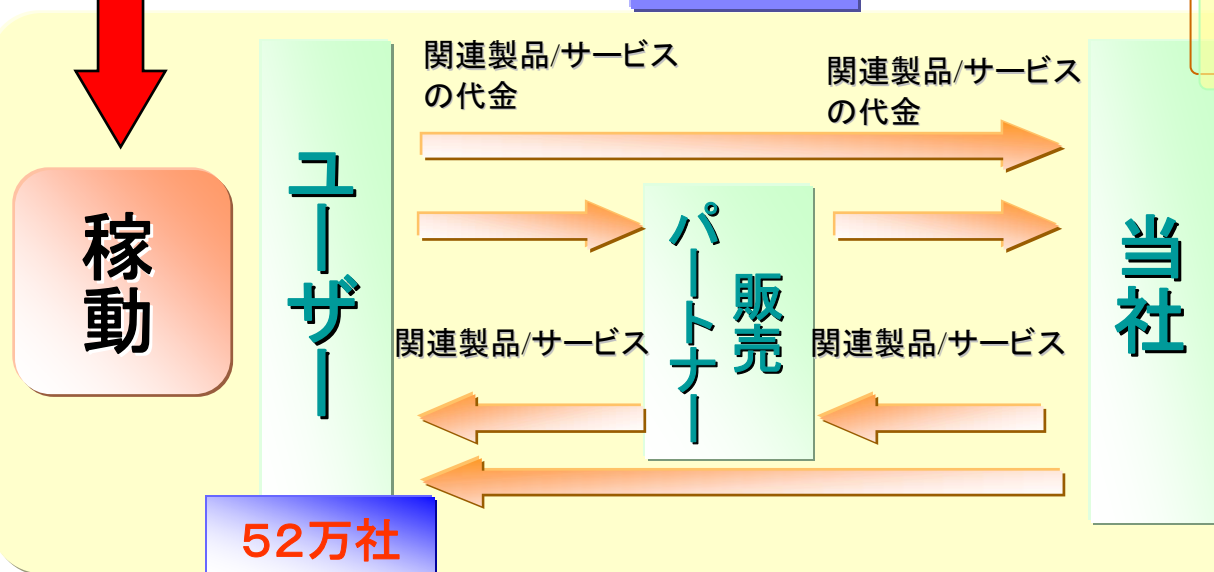 関連製品/サービス
の代金
関連製品/サービス
の代金
稼動
ユーザー
販売
パートナー
当社
関連製品/サービス
関連製品/サービス
52万社